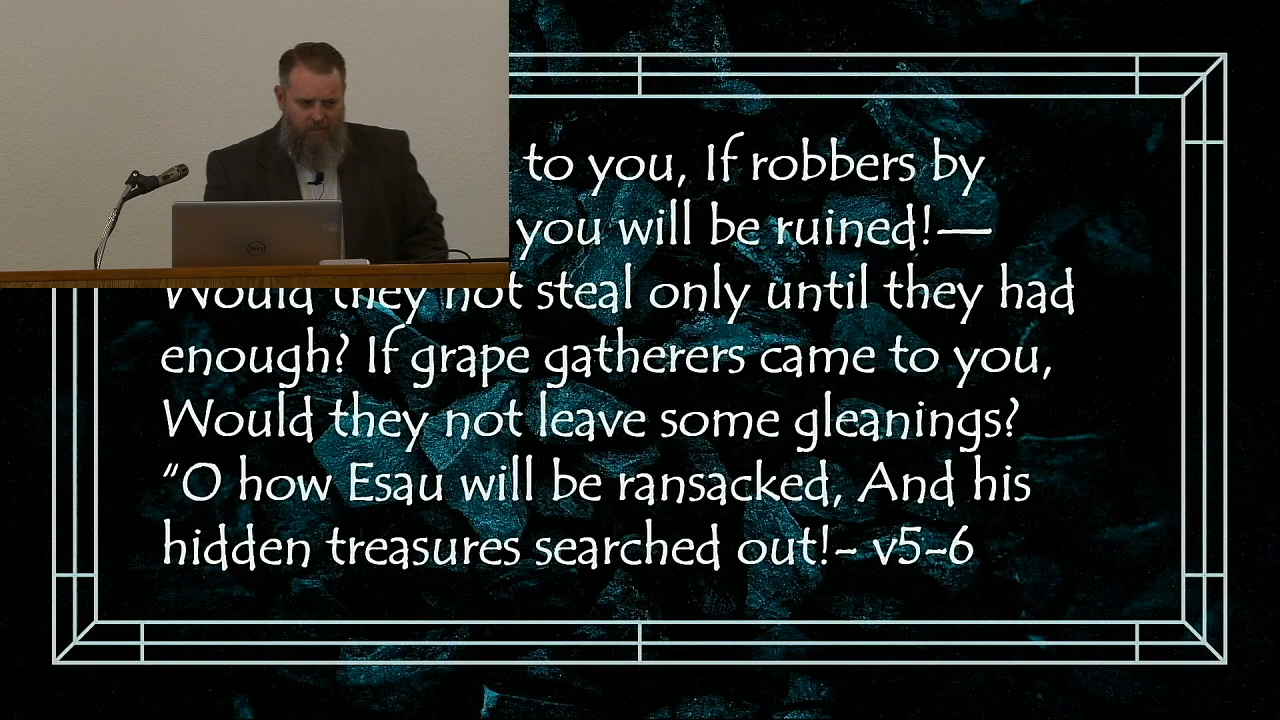 to you, If robbers by
you will be ruined!—
Would they not steal only until they had
enough? If grape gatherers came to you,
Would they not leave some gleanings?
“O how Esau will be ransacked, And his
hidden treasures searched out!- v5-6
DELL